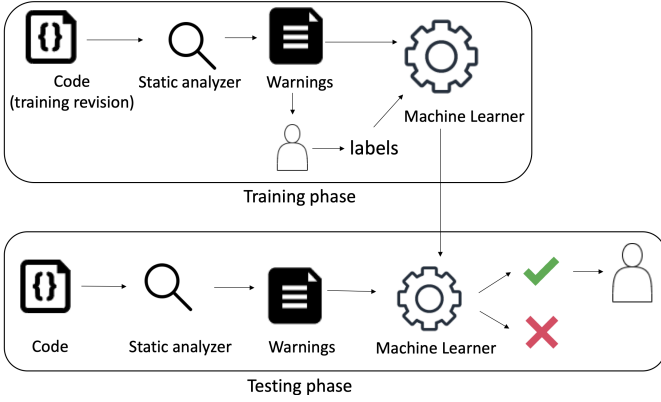 Code
(training revision)
Static analyzer
Warnings
Machine Learner
labels
Training phase
Code
Static analyzer
Warnings
Machine Learner
Testing phase